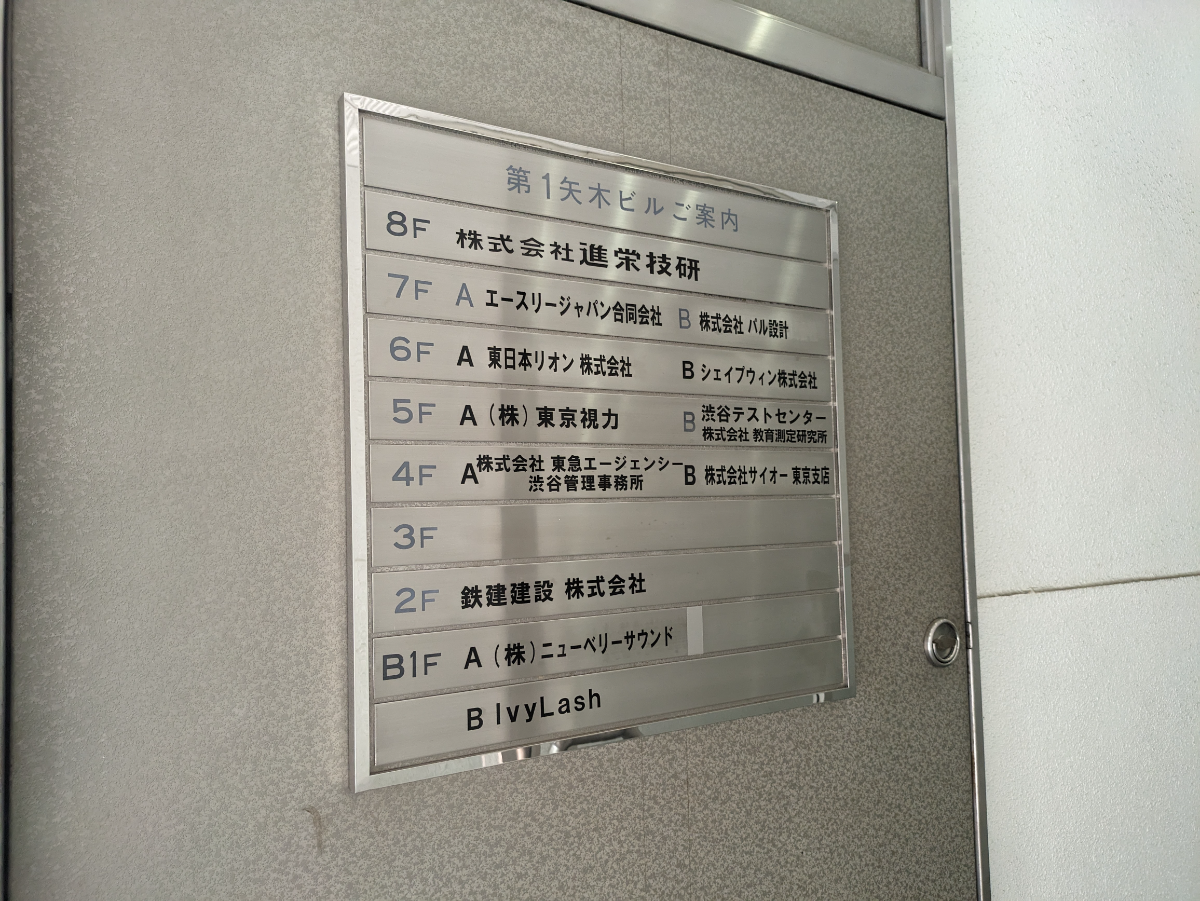 第1矢木ビルご案内
8F 株式会社進栄技研
7F A エースリージャパン合同会社 B 株式会社 パル設計
6F A 東日本リオン 株式会社 B シェイプウィン株式会社
5F A (株) 東京視力 B 渋谷テストセンター
株式会社 教育測定研究所
4F A 株式会社 東急エージェンシー B 株式会社サイオー 東京支店
渋谷管理事務所
3F
2F 鉄建建設 株式会社
B1F A (株) ニューベリーサウンド
B IvyLash